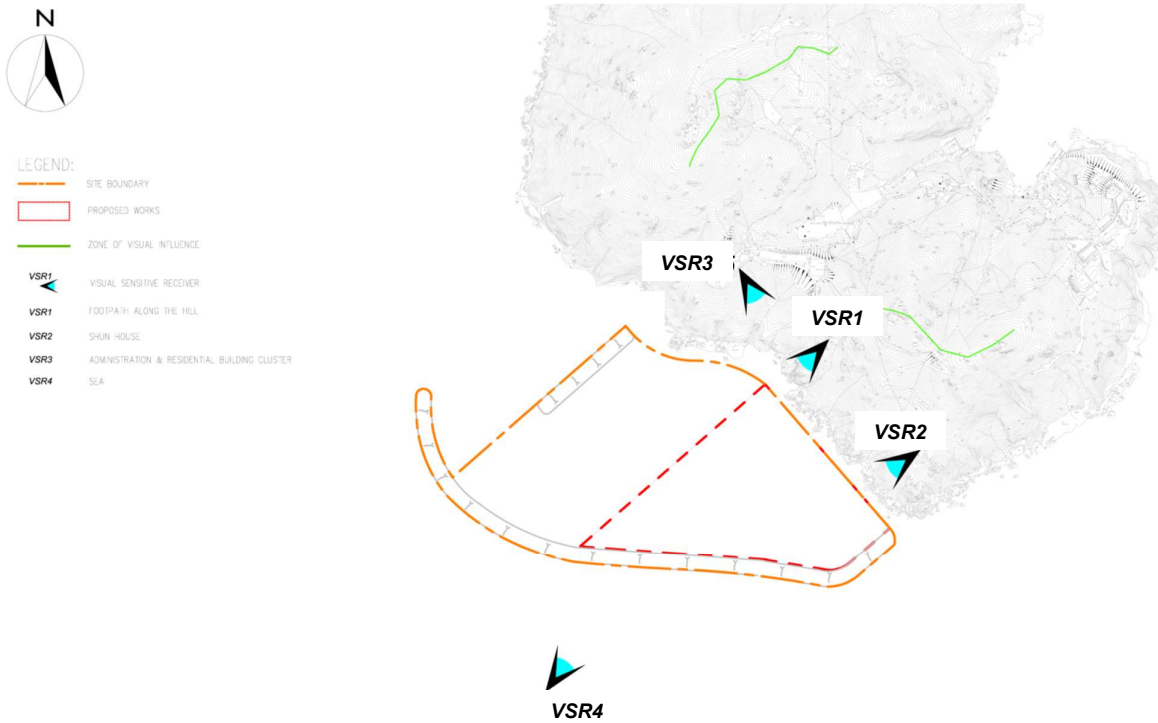 N
LEGEND:
SITE BOUNDARY
PROPOSED WORKS
ZONE OF VISUAL INFLUENCE
VSR1
VISUAL SENSITIVE RECEIVER
VSR1 FOOTPATH ALONG THE HILL
VSR2 SHUN HOUSE
VSR3 ADMINISTRATION & RESIDENTIAL BUILDING CLUSTER
VSR4 SEA
VSR3
VSR1
VSR2
VSR4